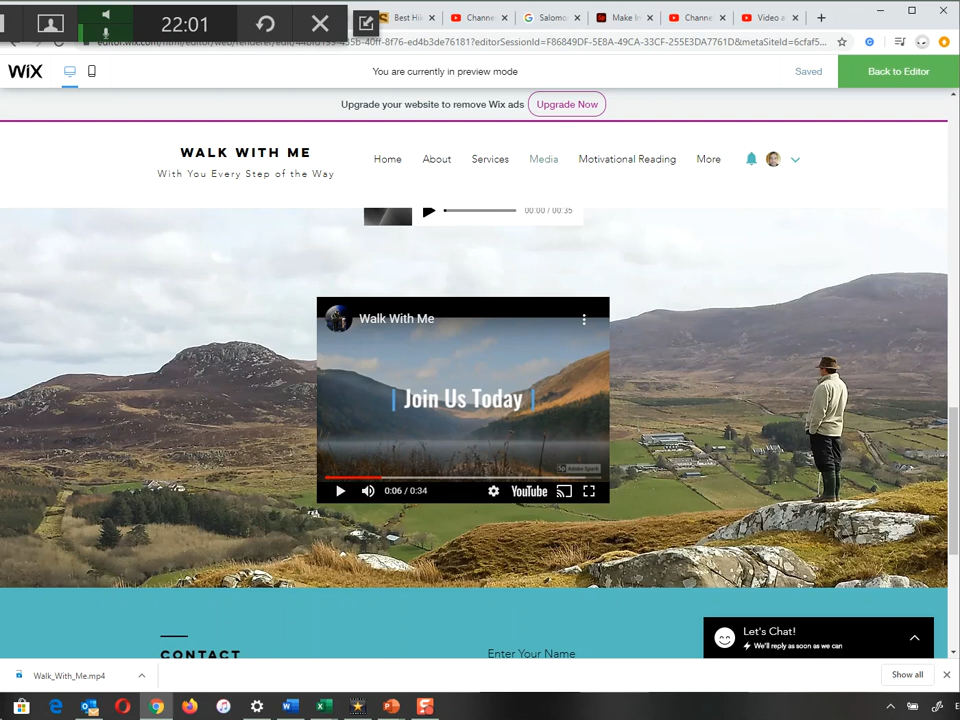 22:01
Best Hi
Channe
Salomo
Make In
Channe
Video a
You are currently in preview mode
WiX
Saved
Back to Editor
Upgrade your website to remove Wix ads
Upgrade Now
WALK WITH ME
With You Every Step of the Way
Home
About
Services
Media
Motivational Reading
More
00:00 / 00:35
Walk With Me
Join Us Today
Adobe Spark
0:06 / 0:34
YouTube
CONTACT
Enter Your Name
Let's Chat!
We'll reply as soon as we can
Walk_With_Me.mp4
Show all